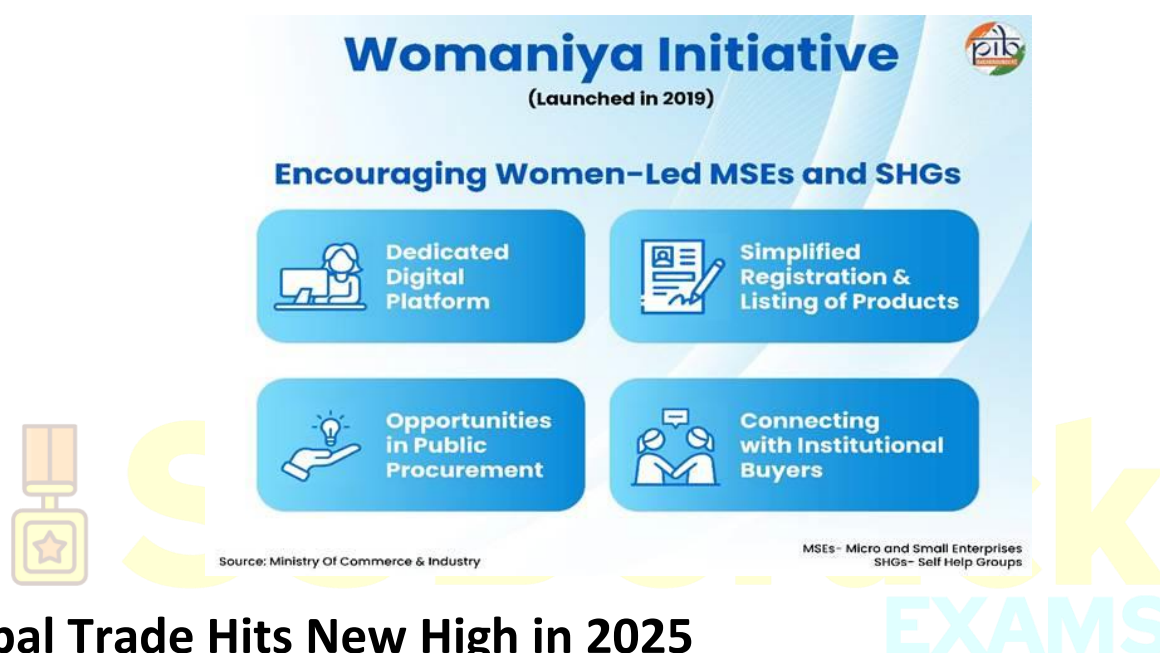 Womaniya Initiative
pib
(Launched in 2019)
Encouraging Women-Led MSEs and SHGs
Dedicated
Digital
Platform
Simplified
Registration &
Listing of Products
Opportunities
in Public
Procurement
Connecting
with Institutional
Buyers
MSEs- Micro and Small Enterprises
SHGs- Self Help Groups
Source: Ministry Of Commerce & Industry
EXAMS
Trade Hits New High in 2025